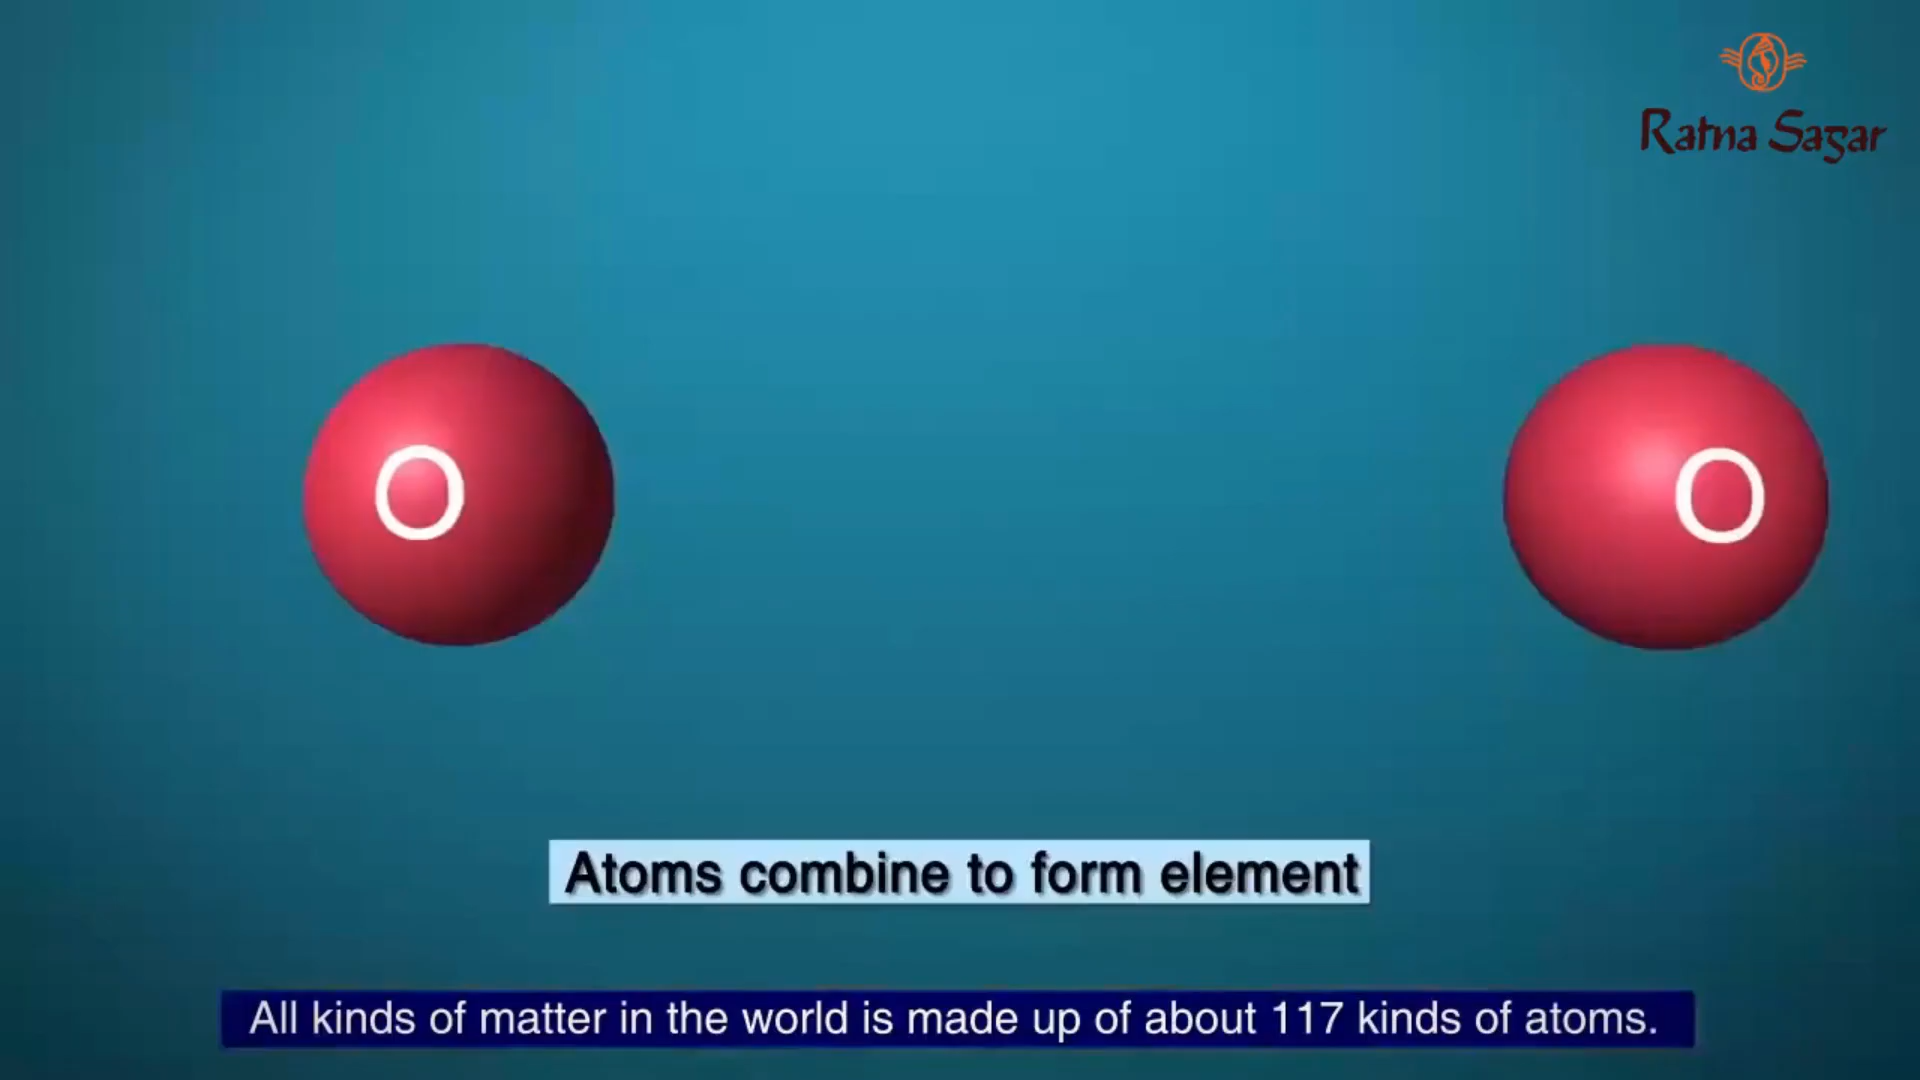 Ratna Sagar
O
O
Atoms combine to form element
All kinds of matter in the world is made up of about 117 kinds of atoms.